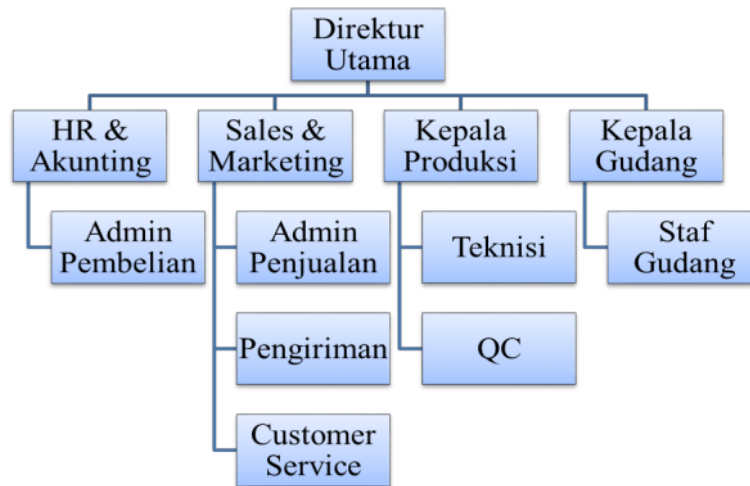 Direktur
Utama
HR &
Akunting
Sales &
Marketing
Kepala
Produksi
Kepala
Gudang
Admin
Pembelian
Admin
Penjualan
Teknisi
Staf
Gudang
Pengiriman
QC
Customer
Service